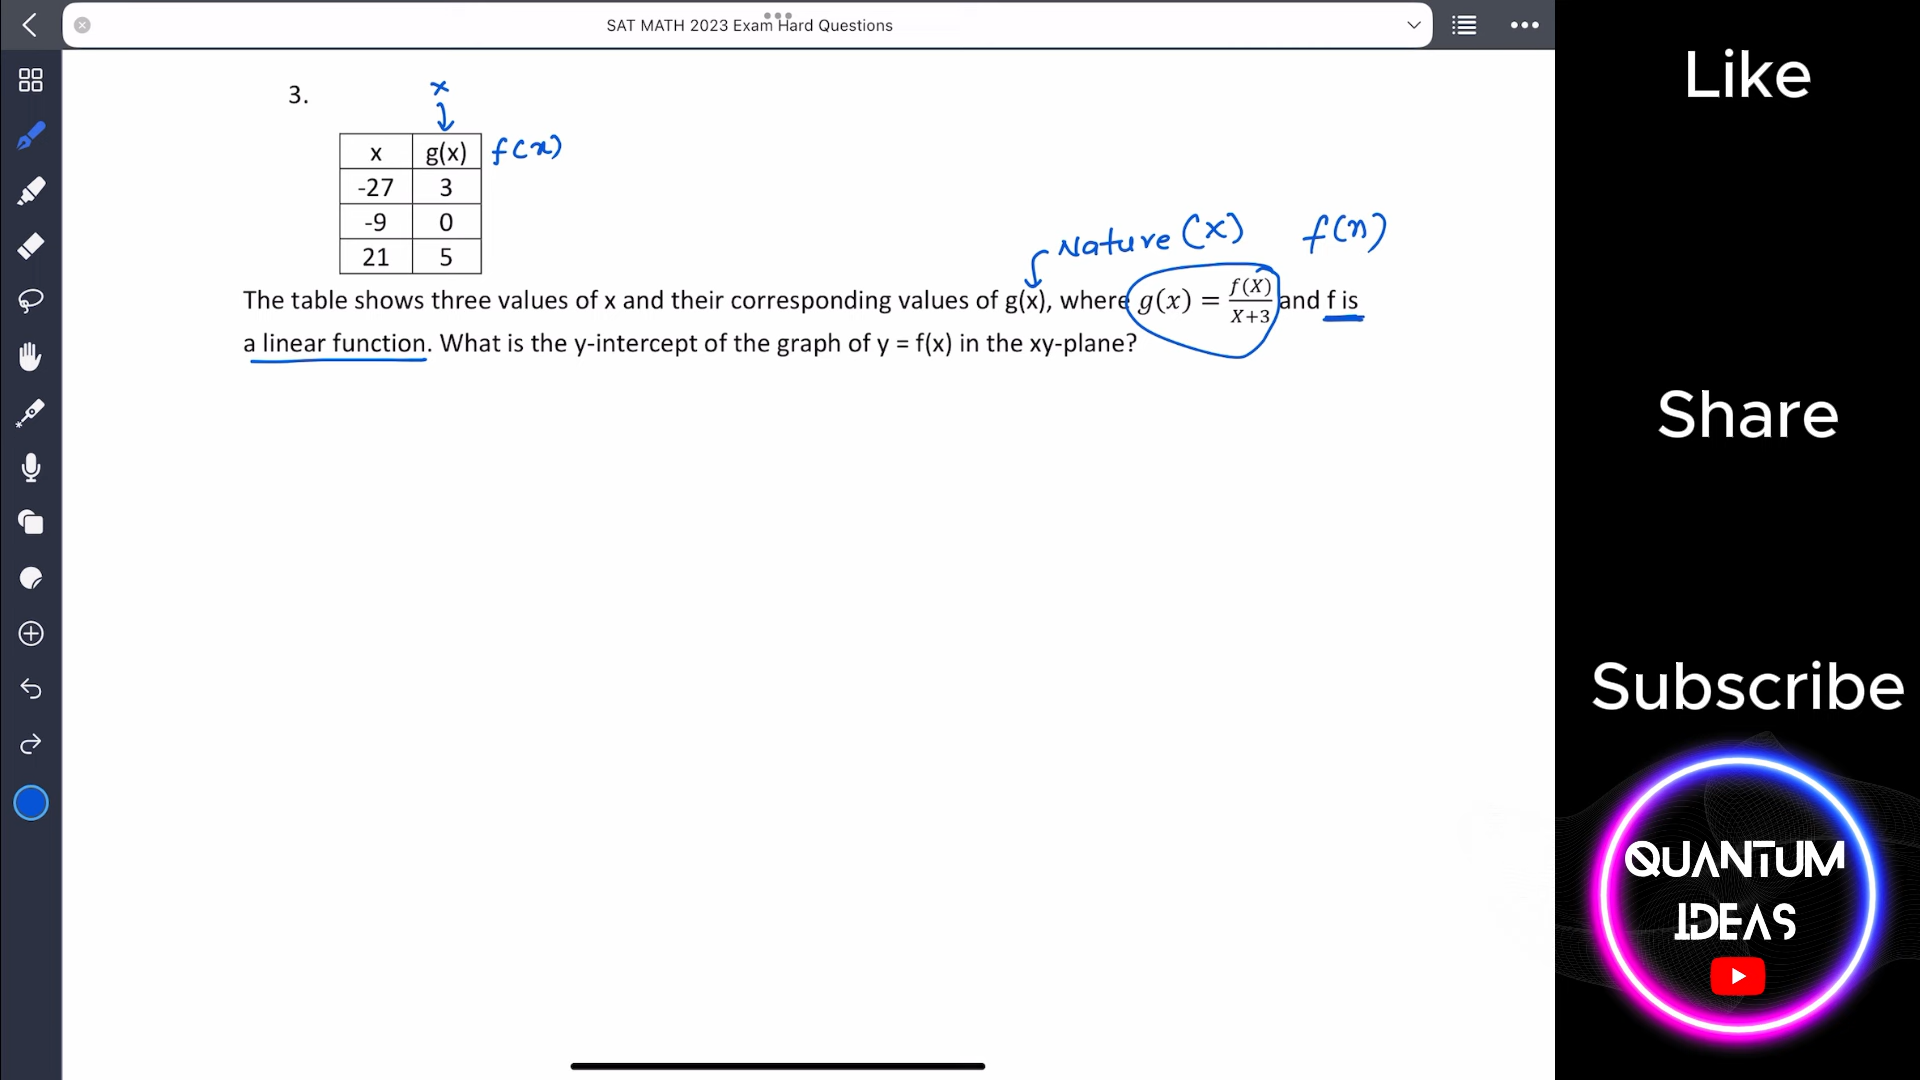 SAT MATH 2023 Exam Hard Questions
Like
3.
x
x g(x) f(x)
-27 3
-9 0
21 5
Nature (x) f(x)
The table shows three values of x and their corresponding values of g(x), where g(x) = f(X)/X+3 and f is
a linear function. What is the y-intercept of the graph of y = f(x) in the xy-plane?
Share
Subscribe
QUANTUM
IDEAS